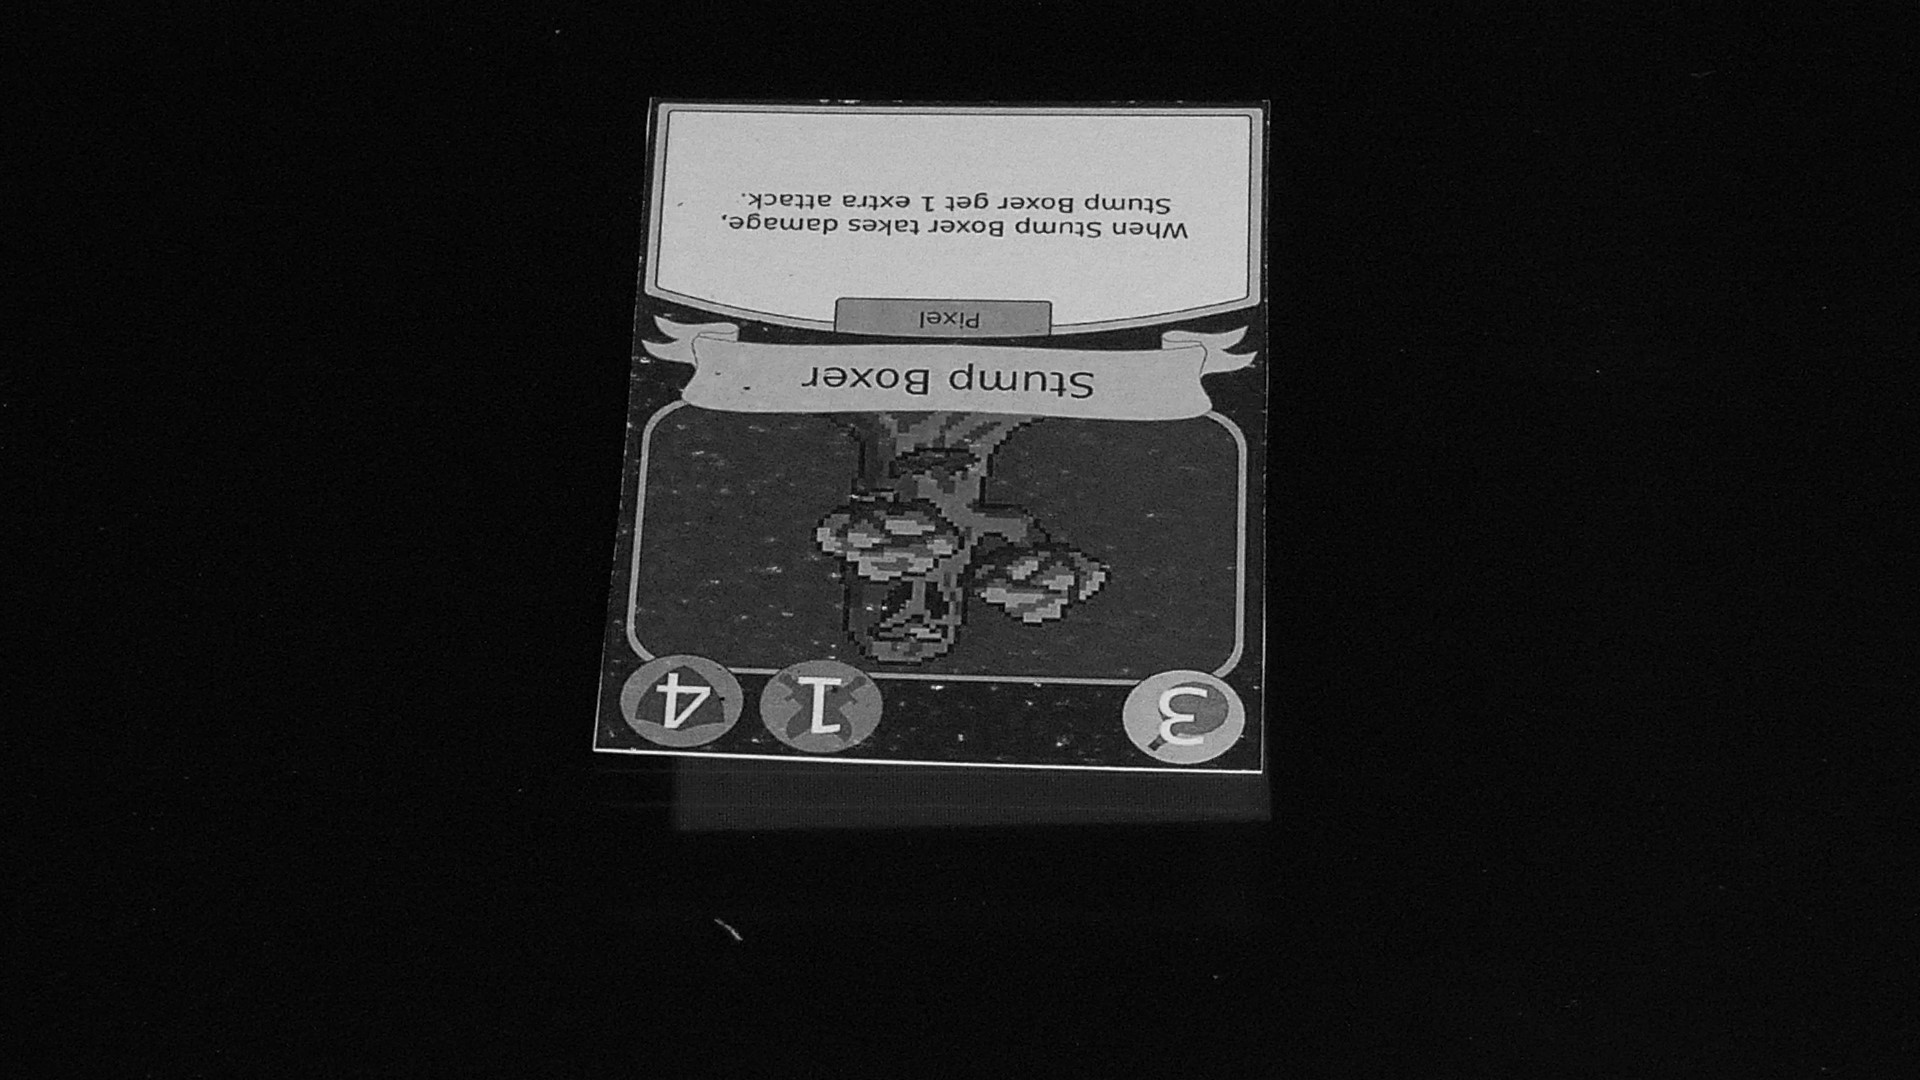 3 1 4
Stump Boxer
Pixel
When Stump Boxer takes damage,
Stump Boxer get 1 extra attack.